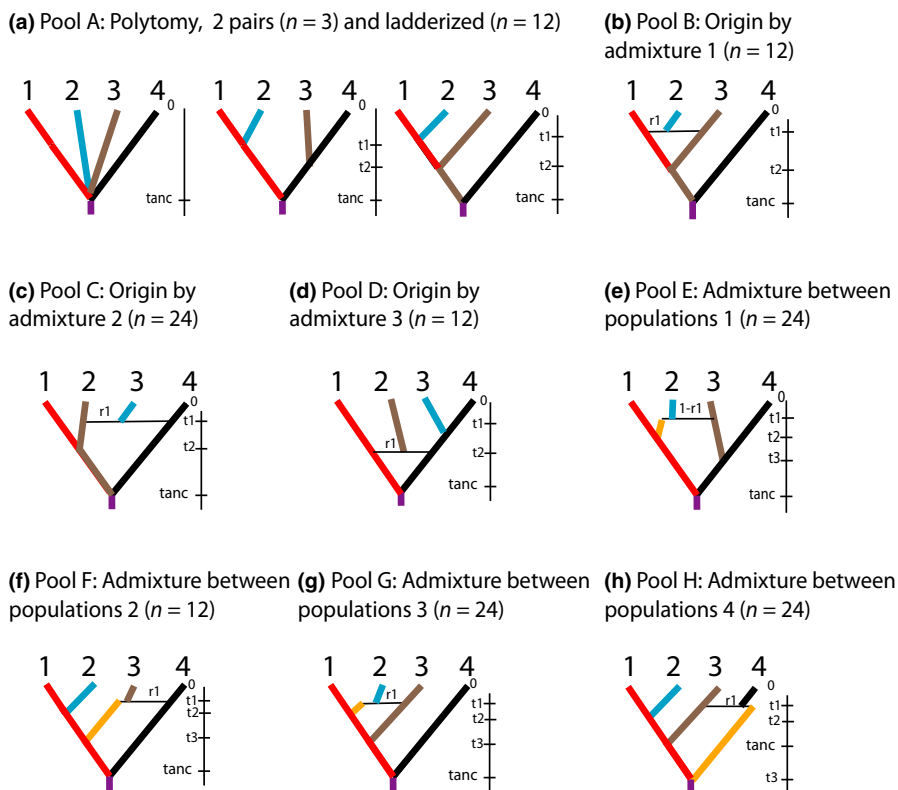 (a) Pool A: Polytomy, 2 pairs (n = 3) and ladderized (n = 12)
1 2 3 4
0
tanc
1 2 3 4
0
t1
t2
tanc
1 2 3 4
0
t1
t2
tanc
(b) Pool B: Origin by
admixture 1 (n = 12)
1 2 3 4
0
r1
t1
t2
tanc
(c) Pool C: Origin by
admixture 2 (n = 24)
1 2 3 4
0
r1
t1
t2
tanc
(d) Pool D: Origin by
admixture 3 (n = 12)
1 2 3 4
0
r1
t1
t2
tanc
(e) Pool E: Admixture between
populations 1 (n = 24)
1 2 3 4
0
1-r1
t1
t2
t3
tanc
(f) Pool F: Admixture between
populations 2 (n = 12)
1 2 3 4
0
r1
t1
t2
t3
tanc
(g) Pool G: Admixture between
populations 3 (n = 24)
1 2 3 4
0
r1
t1
t2
t3
tanc
(h) Pool H: Admixture between
populations 4 (n = 24)
1 2 3 4
0
r1
t1
t2
tanc
t3